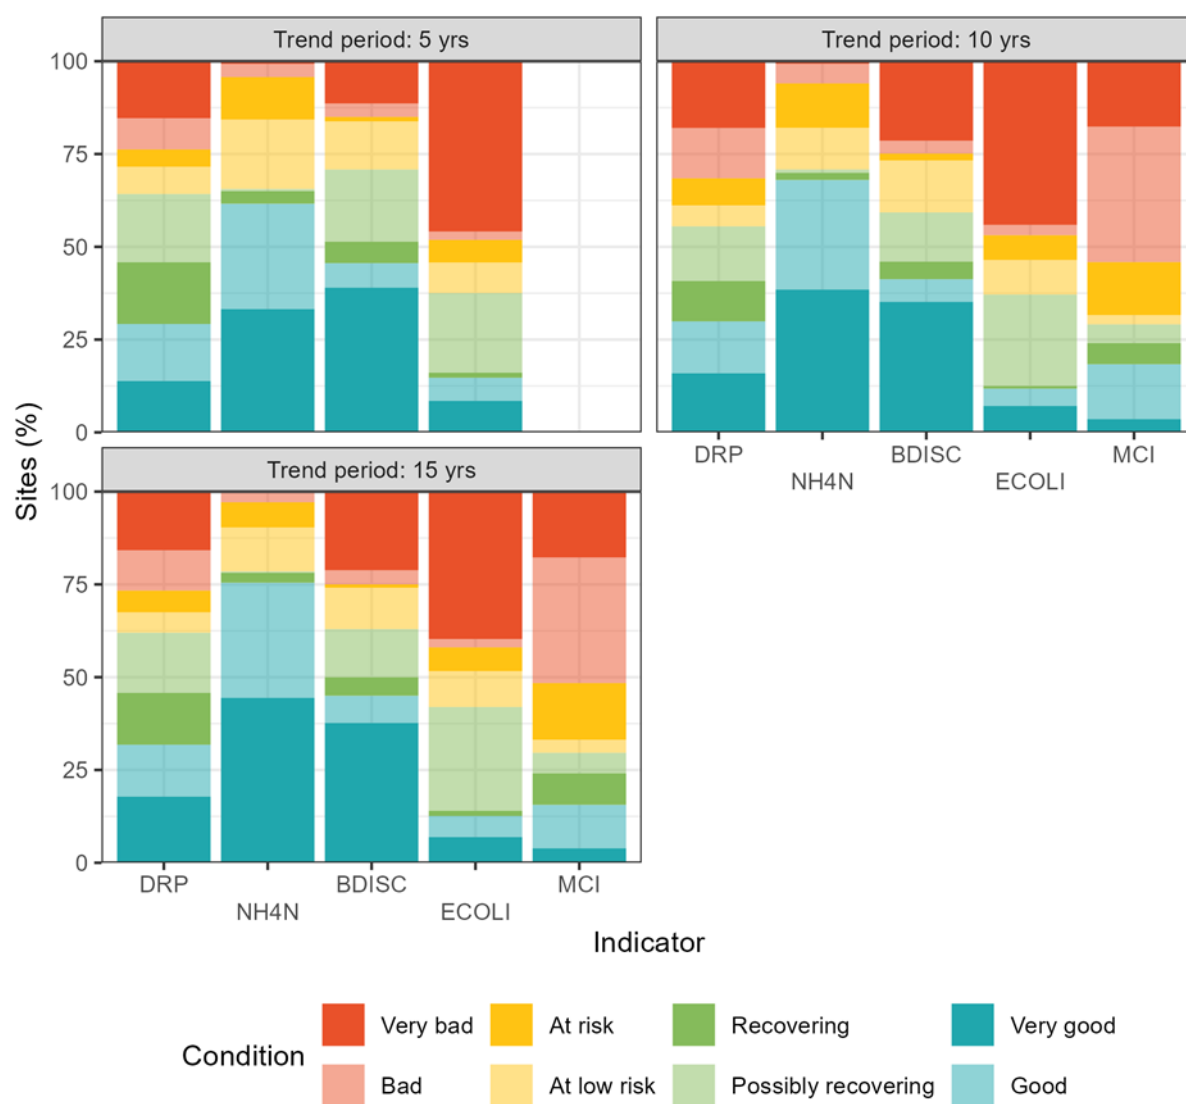 Trend period: 5 yrs
Trend period: 10 yrs
100
75
50
25
0
DRP
NH4N
BDISC
ECOLI
MCI
Trend period: 15 yrs
100
75
50
25
0
DRP
NH4N
BDISC
ECOLI
MCI
Sites (%)
Indicator
Condition
Very bad
At risk
Recovering
Very good
Bad
At low risk
Possibly recovering
Good